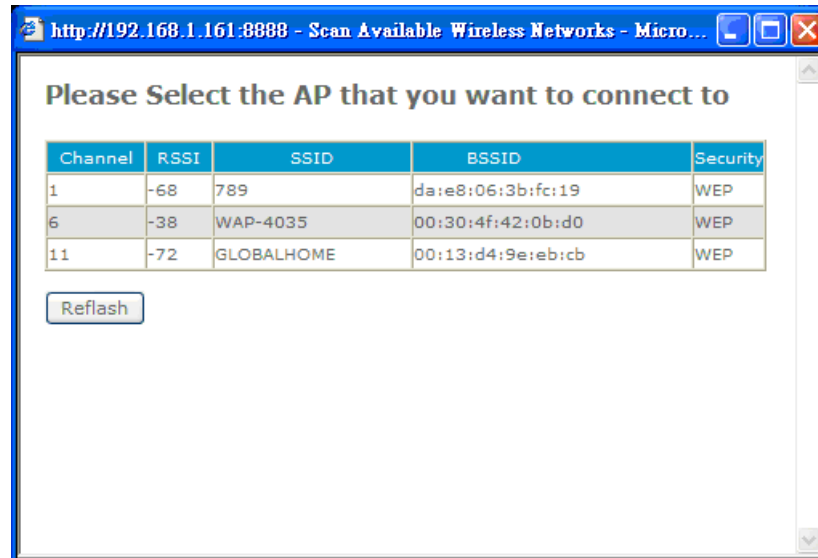 http://192.168.1.161:8888 - Scan Available Wireless Networks - Micro...
Please Select the AP that you want to connect to
Channel RSSI SSID BSSID Security
1 -68 789 da:e8:06:3b:fc:19 WEP
6 -38 WAP-4035 00:30:4f:42:0b:d0 WEP
11 -72 GLOBALHOME 00:13:d4:9e:eb:cb WEP
Reflash